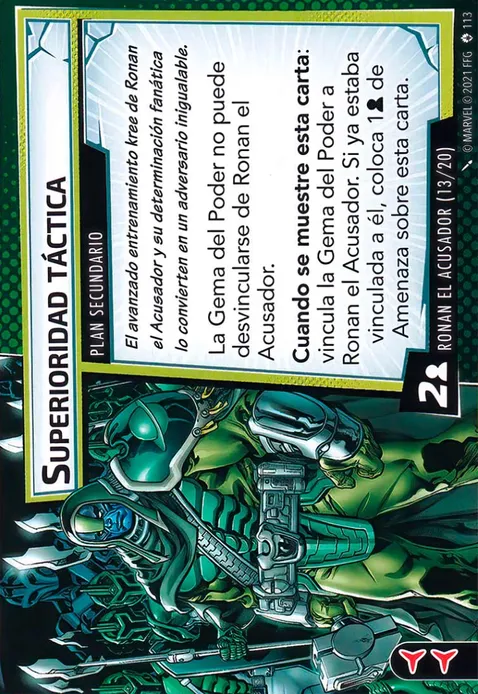 SUPERIORIDAD TÁCTICA
PLAN SECUNDARIO
El avanzado entrenamiento kree de Ronan
el Acusador y su determinación fanática
lo convierten en un adversario inigualable.
La Gema del Poder no puede
desvincularse de Ronan el
Acusador.
Cuando se muestre esta carta:
vincula la Gema del Poder a
Ronan el Acusador. Si ya estaba
vinculada a él, coloca 1 de
Amenaza sobre esta carta.
2
RONAN EL ACUSADOR (13/20)
© MARVEL © 2021 FFG 113